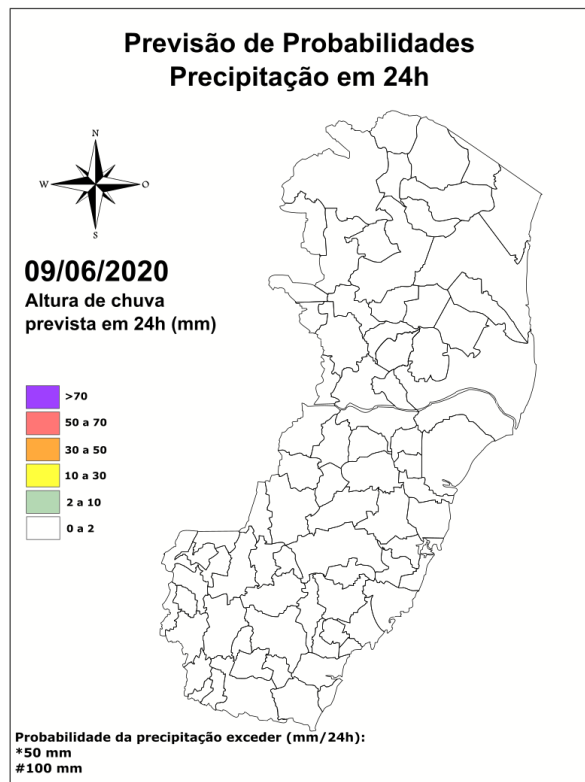 Previsão de Probabilidades
Precipitação em 24h
N
W
O
S
09/06/2020
Altura de chuva
prevista em 24h (mm)
>70
50 a 70
30 a 50
10 a 30
2 a 10
0 a 2
Probabilidade da precipitação exceder (mm/24h):
*50 mm
#100 mm